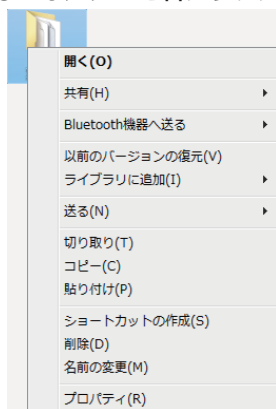 開く(O)
共有(H)
Bluetooth機器へ送る
以前のバージョンの復元(V)
ライブラリに追加(I)
送る(N)
切り取り(T)
コピー(C)
貼り付け(P)
ショートカットの作成(S)
削除(D)
名前の変更(M)
プロパティ(R)